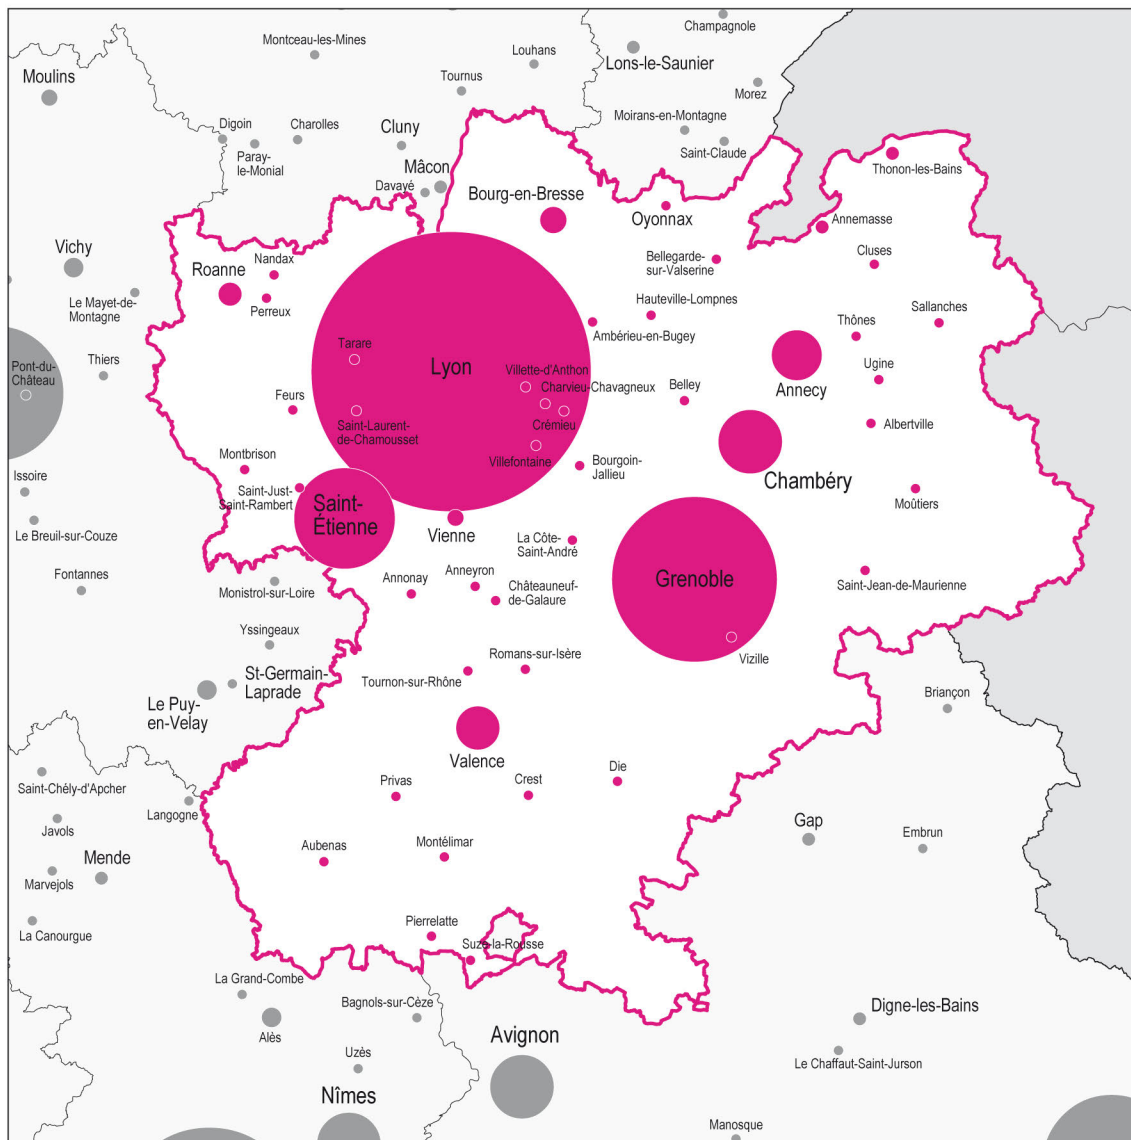 Champagnole
Montceau-les-Mines
Louhans
Lons-le-Saunier
Moulins
Tournus
Morez
Moirans-en-Montagne
Digoin
Charolles
Cluny
Paray-
le-Monial
Saint-Claude
Mâcon
Thonon-les-Bains
Davayé
Bourg-en-Bresse
Oyonnax
Annemasse
Vichy
Nandax
Bellegarde-
sur-Valserine
Cluses
Roanne
Le Mayet-de-
Montagne
Perreux
Hauteville-Lompnes
Sallanches
Ambérieu-en-Bugey
Thônes
Tarare
Thiers
Pont-du-
Château
Lyon
Villette-d'Anthon
Charvieu-Chavagneux
Ugine
Annecy
Belley
Feurs
Saint-Laurent-
de-Chamousset
Crémieu
Albertville
Montbrison
Villefontaine
Bourgoin-
Jallieu
Issoire
Chambéry
Saint-Just-
Saint-Rambert
Saint-
Étienne
Moûtiers
Le Breuil-sur-Couze
Vienne
La Côte-
Saint-André
Fontannes
Annonay
Anneyron
Grenoble
Saint-Jean-de-Maurienne
Monistrol-sur-Loire
Châteauneuf-
de-Galaure
Yssingeaux
Romans-sur-Isère
Vizille
St-Germain-
Laprade
Tournon-sur-Rhône
Briançon
Le Puy-
en-Velay
Valence
Saint-Chély-d'Apcher
Privas
Crest
Die
Langogne
Javols
Gap
Embrun
Aubenas
Montélimar
Mende
Marvejols
La Canourgue
Pierrelatte
Suze-la-Rousse
La Grand-Combe
Bagnols-sur-Cèze
Digne-les-Bains
Alès
Avignon
Uzès
Le Chaffaut-Saint-Jurson
Nîmes
Manosque